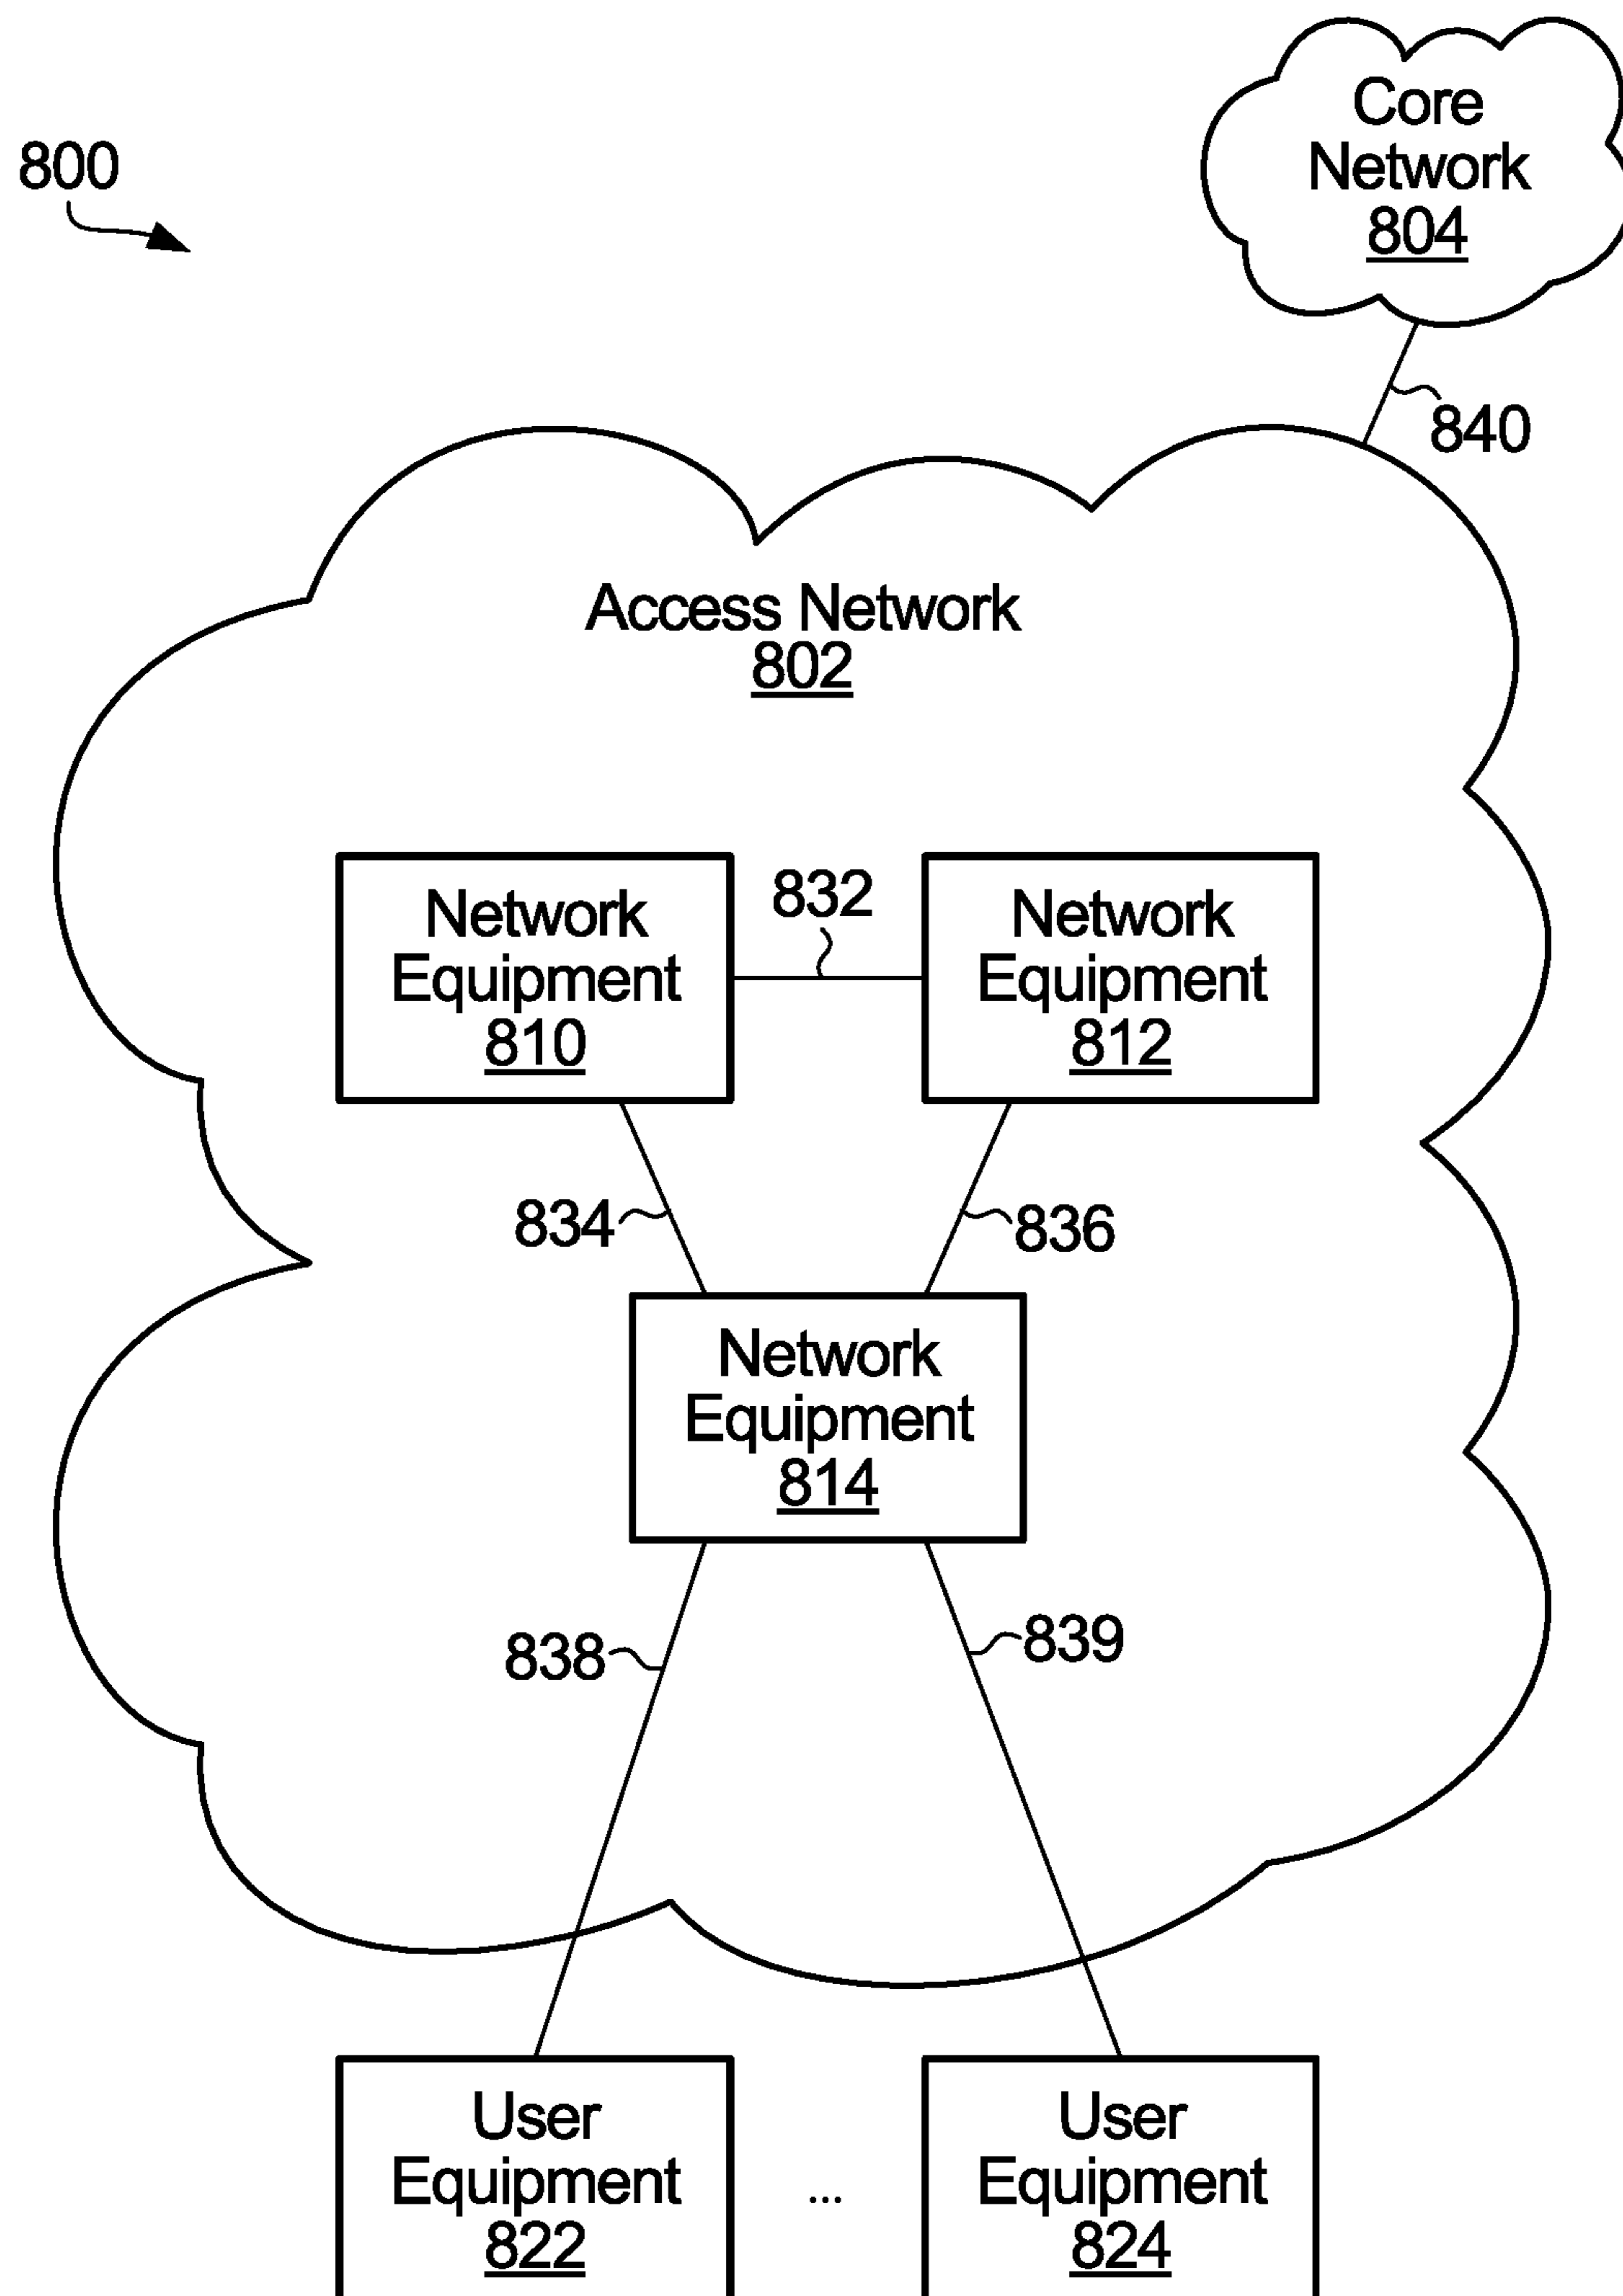 800
Core
Network
804
840
Access Network
802
Network
Equipment
810
832
Network
Equipment
812
834
836
Network
Equipment
814
838
839
User
Equipment
822
...
User
Equipment
824